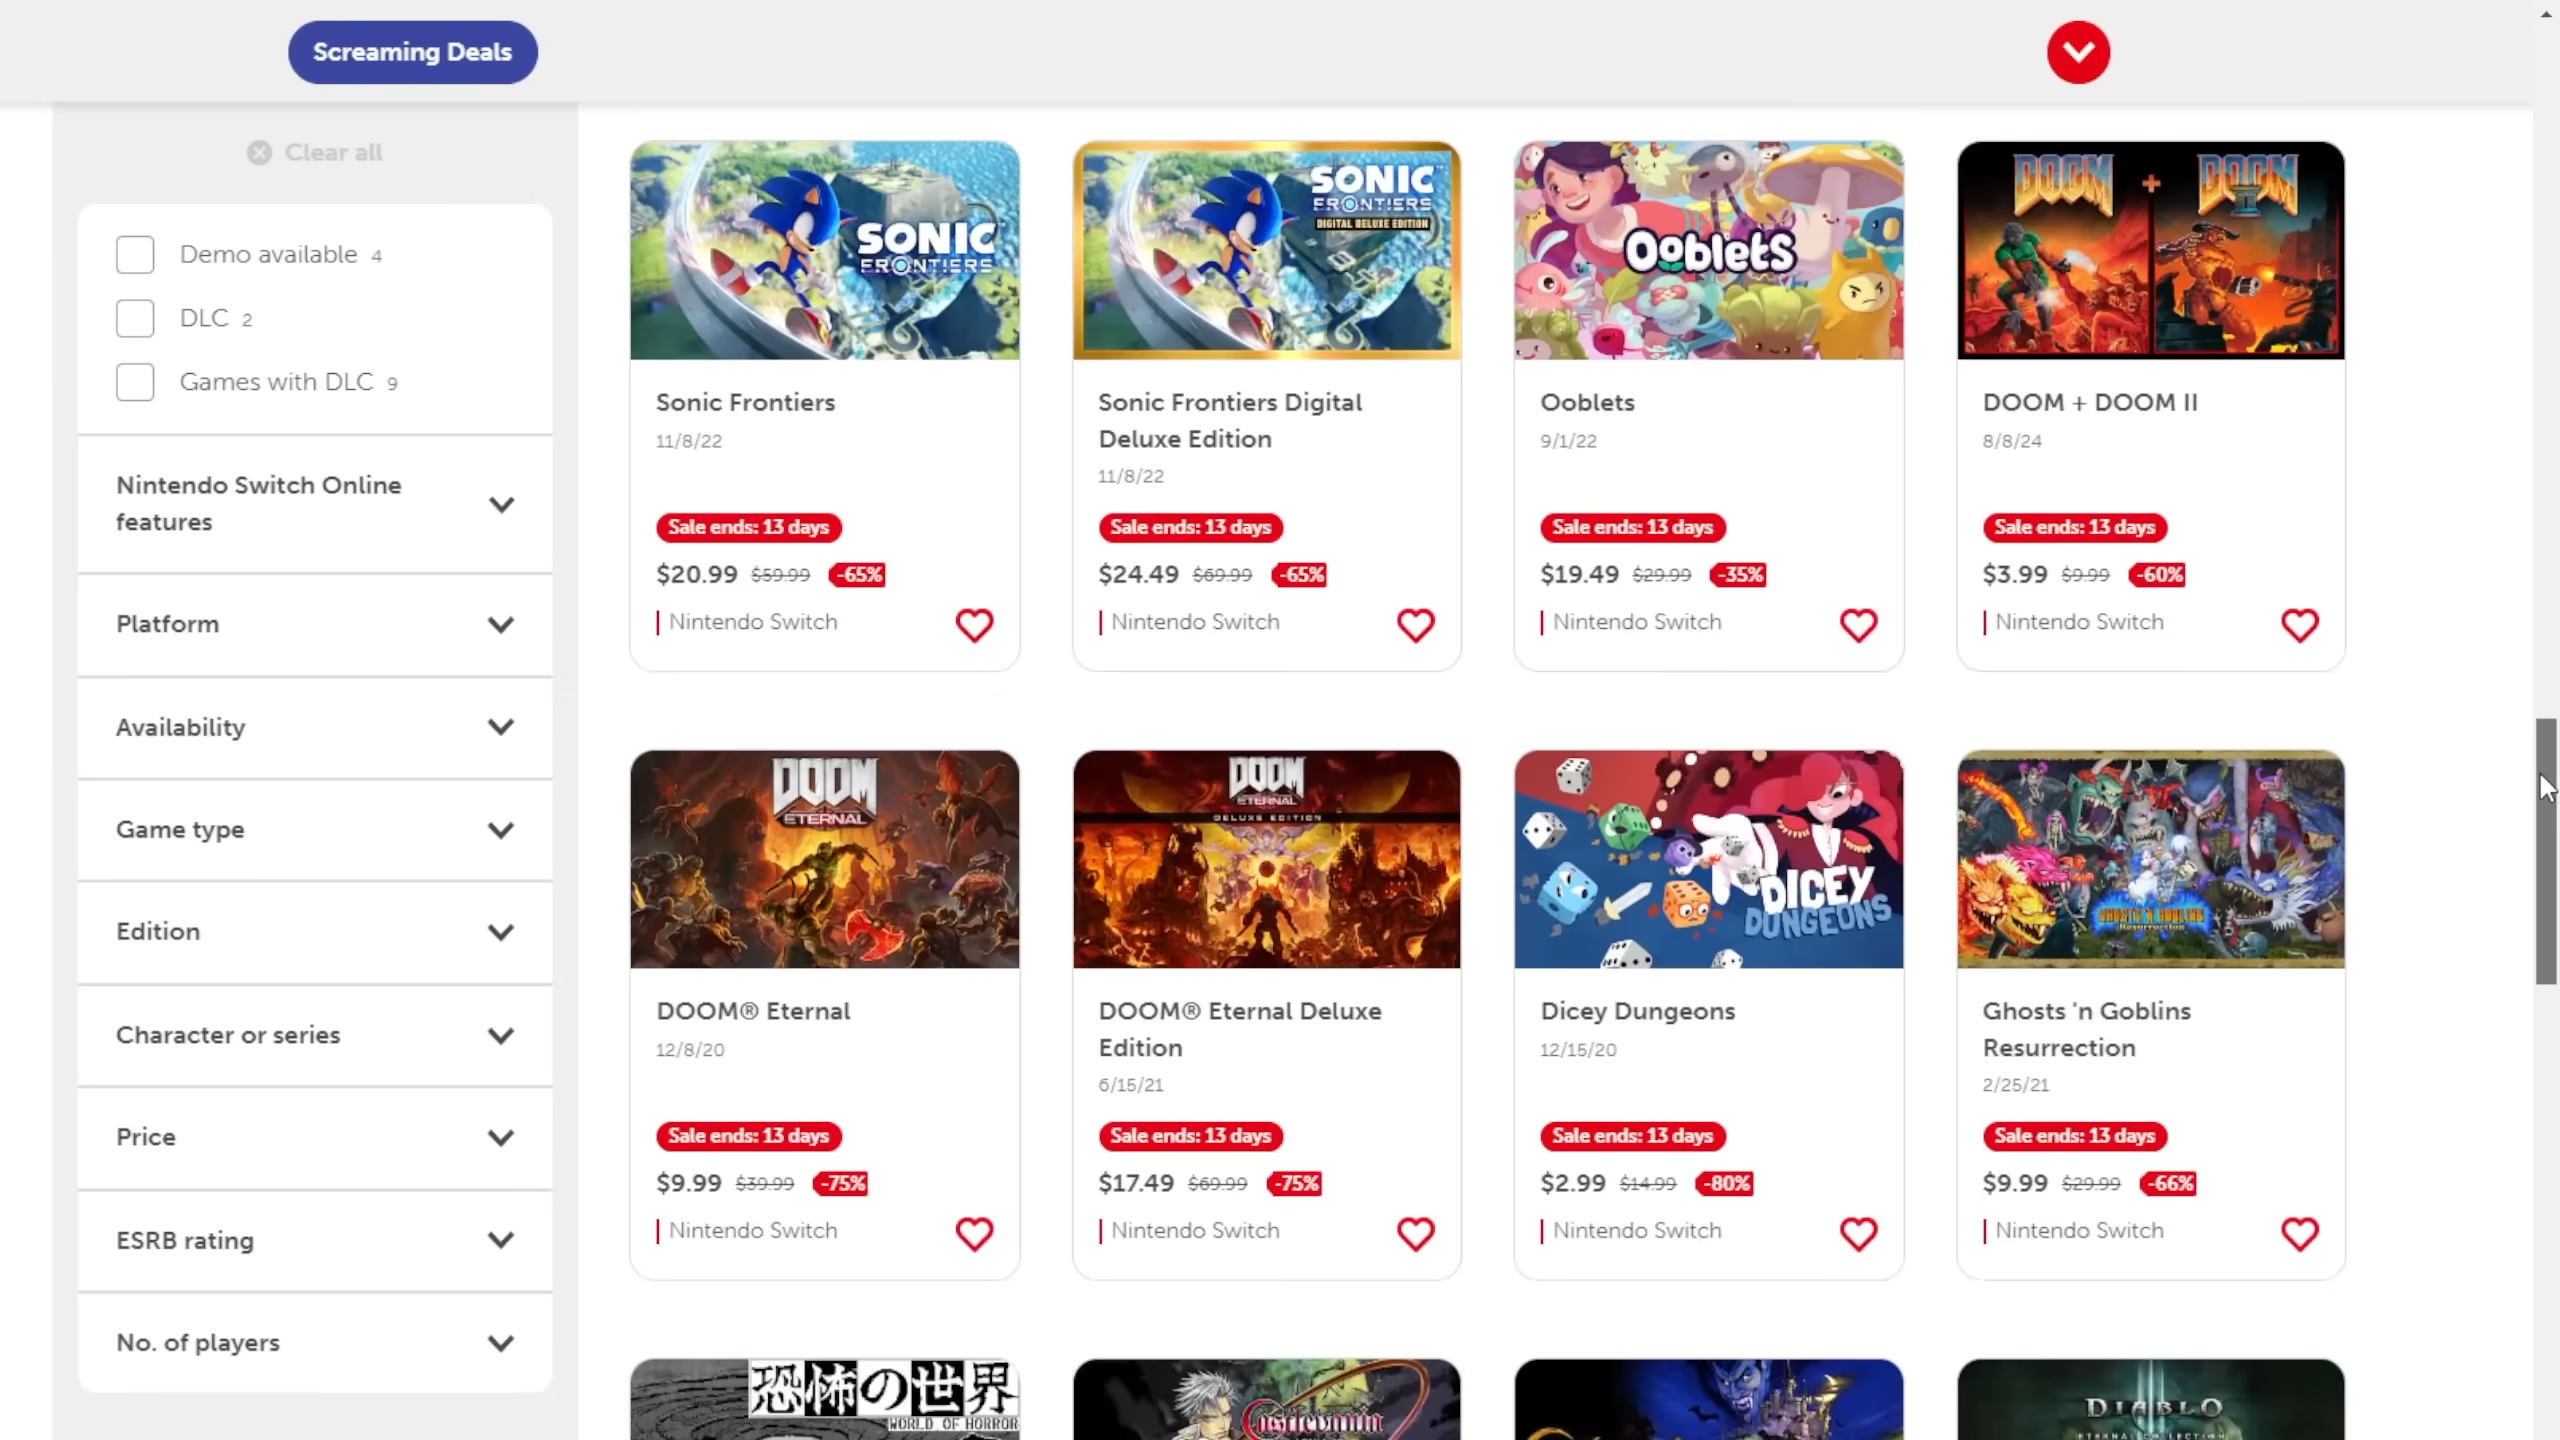 Screaming Deals
Clear all
Demo available 4
DLC 2
Games with DLC 9
Nintendo Switch Online
features
Platform
Availability
Game type
Edition
Character or series
Price
ESRB rating
No. of players
SONIC
FRONTIERS
Sonic Frontiers
11/8/22
Sale ends: 13 days
$20.99 $59.99 -65%
Nintendo Switch
SONIC
FRONTIERS
DIGITAL DELUXE EDITION
Sonic Frontiers Digital
Deluxe Edition
11/8/22
Sale ends: 13 days
$24.49 $69.99 -65%
Nintendo Switch
Ooblets
Ooblets
9/1/22
Sale ends: 13 days
$19.49 $29.99 -35%
Nintendo Switch
DOOM + DOOM II
DOOM + DOOM II
8/8/24
Sale ends: 13 days
$3.99 $9.99 -60%
Nintendo Switch
DOOM
ETERNAL
DOOM® Eternal
12/8/20
Sale ends: 13 days
$9.99 $39.99 -75%
Nintendo Switch
DOOM
ETERNAL
DELUXE EDITION
DOOM® Eternal Deluxe
Edition
6/15/21
Sale ends: 13 days
$17.49 $69.99 -75%
Nintendo Switch
DICEY
DUNGEONS
Dicey Dungeons
12/15/20
Sale ends: 13 days
$2.99 $14.99 -80%
Nintendo Switch
GHOSTS 'N GOBLINS
Resurrection
Ghosts 'n Goblins
Resurrection
2/25/21
Sale ends: 13 days
$9.99 $29.99 -66%
Nintendo Switch
恐怖の世界
WORLD OF HORROR
Castlevania
DIABLO
ETERNAL COLLECTION